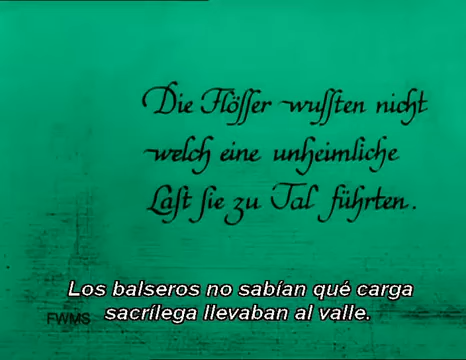 Die Flösser wussten nicht
welch eine unheimliche
Last sie zu Tal führten.
Los balseros no sabían qué carga
sacrílega llevaban al valle.
FWMS